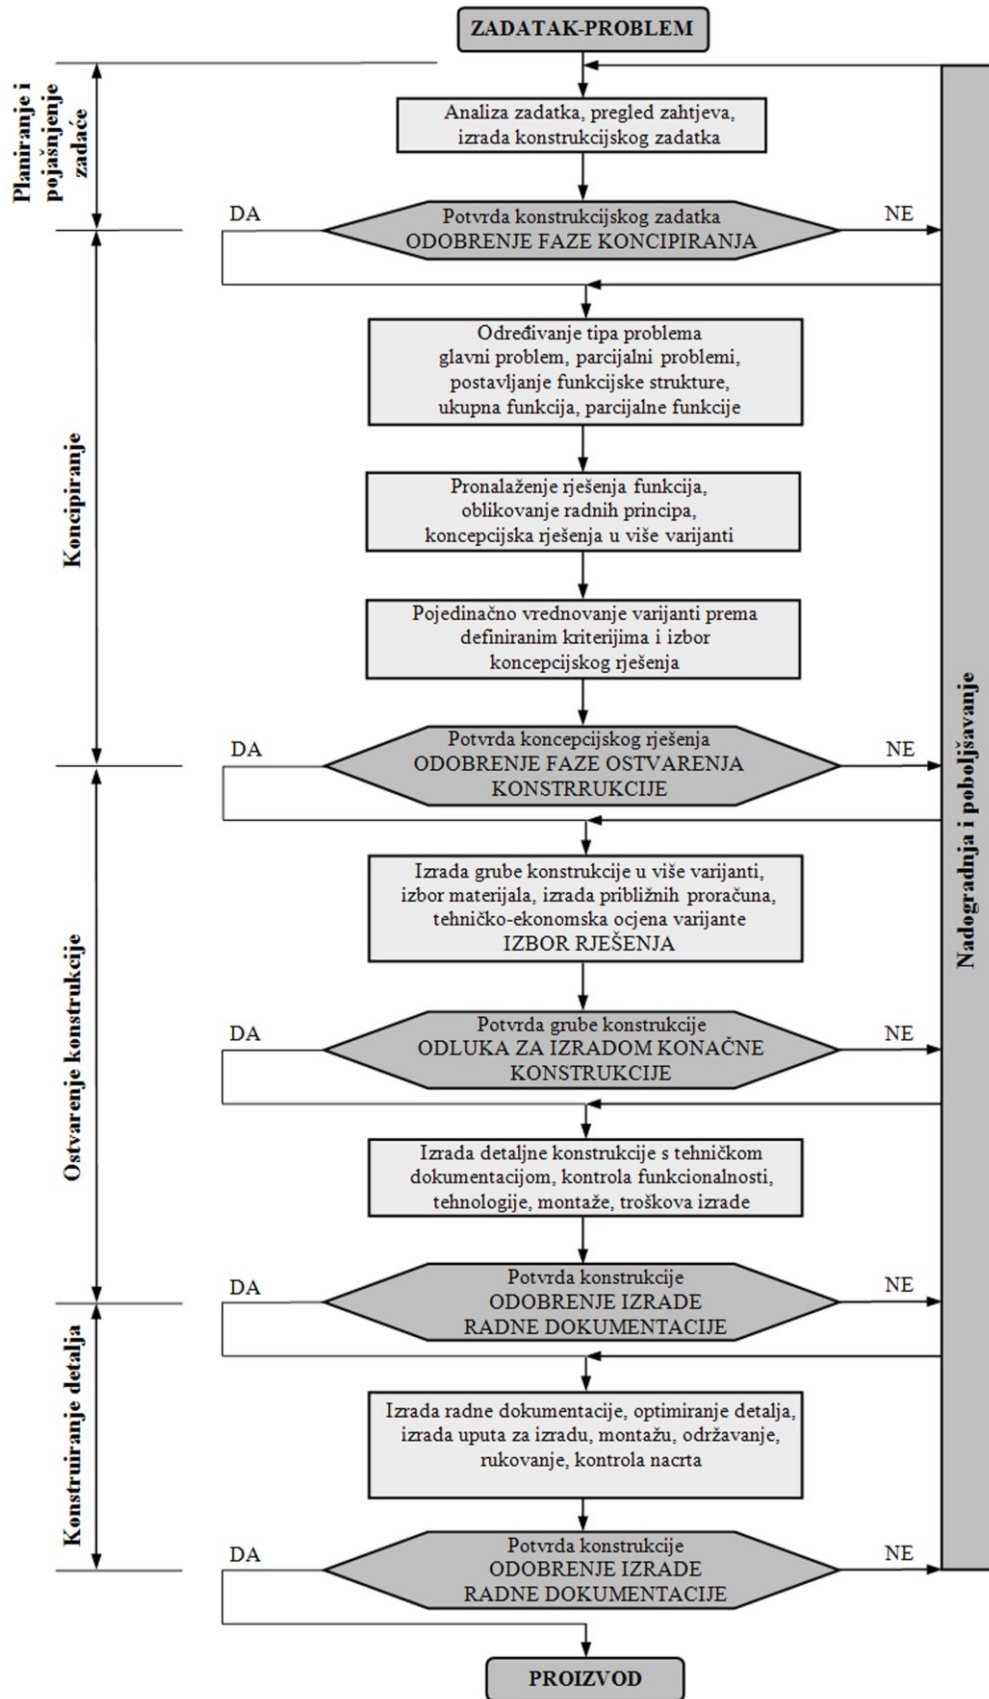 ZADATAK-PROBLEM
Planiranje i
pojašnjenje
zadaće
Analiza zadatka, pregled zahtjeva,
izrada konstrukcijskog zadatka
DA
Potvrda konstrukcijskog zadatka
ODOBRENJE FAZE KONCIPIRANJA
NE
Koncipiranje
Određivanje tipa problema
glavni problem, parcijalni problemi,
postavljanje funkcijske strukture,
ukupna funkcija, parcijalne funkcije
Pronalaženje rješenja funkcija,
oblikovanje radnih principa,
koncepcijska rješenja u više varijanti
Pojedinačno vrednovanje varijanti prema
definiranim kriterijima i izbor
koncepcijskog rješenja
DA
Potvrda koncepcijskog rješenja
ODOBRENJE FAZE OSTVARENJA
KONSTRRUKCIJE
NE
Nadogradnja i poboljšavanje
Ostvarenje konstrukcije
Izrada grube konstrukcije u više varijanti,
izbor materijala, izrada približnih proračuna,
tehničko-ekonomska ocjena varijante
IZBOR RJEŠENJA
DA
Potvrda grube konstrukcije
ODLUKA ZA IZRADOM KONAČNE
KONSTRUKCIJE
NE
Izrada detaljne konstrukcije s tehničkom
dokumentacijom, kontrola funkcionalnosti,
tehnologije, montaže, troškova izrade
DA
Potvrda konstrukcije
ODOBRENJE IZRADE
RADNE DOKUMENTACIJE
NE
Konstruiranje detalja
Izrada radne dokumentacije, optimiranje detalja,
izrada uputa za izradu, montažu, održavanje,
rukovanje, kontrola nacrta
DA
Potvrda konstrukcije
ODOBRENJE IZRADE
RADNE DOKUMENTACIJE
NE
PROIZVOD